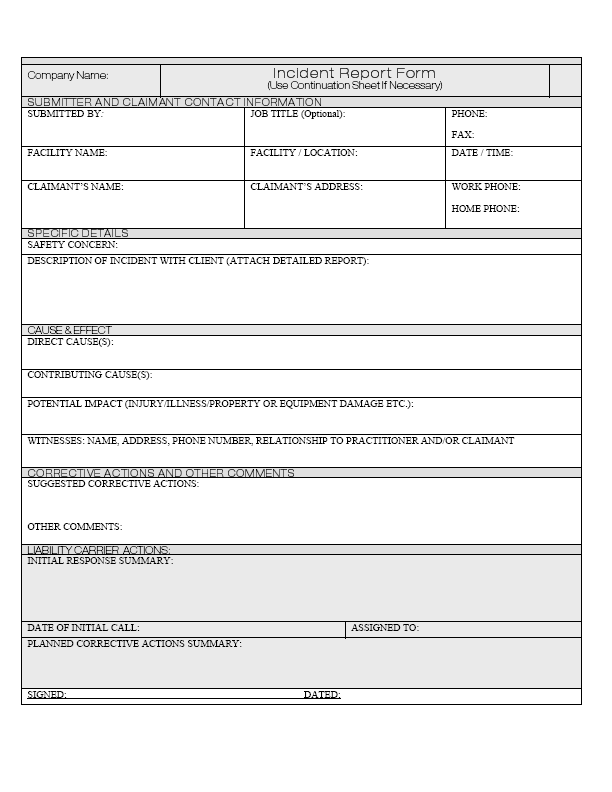 Company Name:
Incident Report Form
(Use Continuation Sheet if Necessary)
SUBMITTER AND CLAIMANT CONTACT INFORMATION
SUBMITTED BY: JOB TITLE (Optional): PHONE:
FAX:
FACILITY NAME: FACILITY / LOCATION: DATE / TIME:
CLAIMANT'S NAME: CLAIMANT'S ADDRESS: WORK PHONE:
HOME PHONE:
SPECIFIC DETAILS
SAFETY CONCERN:
DESCRIPTION OF INCIDENT WITH CLIENT (ATTACH DETAILED REPORT):
CAUSE & EFFECT
DIRECT CAUSE(S):
CONTRIBUTING CAUSE(S):
POTENTIAL IMPACT (INJURY/ILLNESS/PROPERTY OR EQUIPMENT DAMAGE ETC.):
WITNESSES: NAME, ADDRESS, PHONE NUMBER, RELATIONSHIP TO PRACTITIONER AND/OR CLAIMANT
CORRECTIVE ACTIONS AND OTHER COMMENTS
SUGGESTED CORRECTIVE ACTIONS:
OTHER COMMENTS:
LIABILITY CARRIER ACTIONS:
INITIAL RESPONSE SUMMARY:
DATE OF INITIAL CALL: ASSIGNED TO:
PLANNED CORRECTIVE ACTIONS SUMMARY:
SIGNED: DATED: